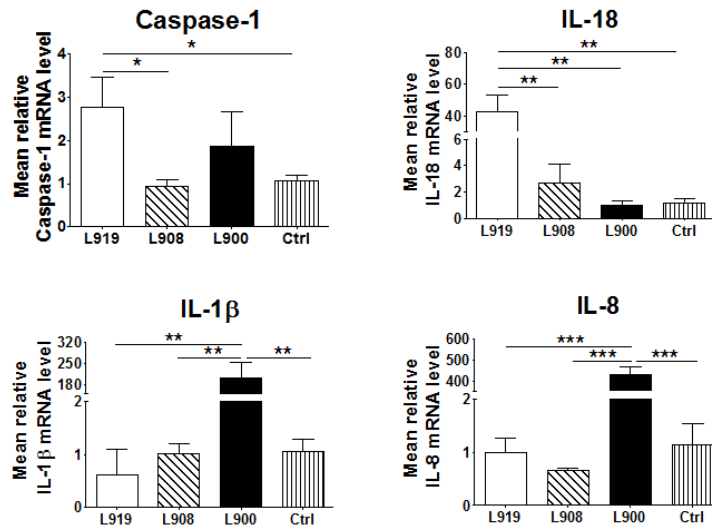 Caspase-1
Mean relative
Caspase-1 mRNA level
4
3
2
1
0
*
*
L919 L908 L900 Ctrl
IL-18
Mean relative
IL-18 mRNA level
80
60
40
6
4
2
0
**
**
**
L919 L908 L900 Ctrl
IL-1β
Mean relative
IL-1β mRNA level
320
250
180
2
1
0
**
** **
L919 L908 L900 Ctrl
IL-8
Mean relative
IL-8 mRNA level
600
500
400
2
1
0
***
*** ***
L919 L908 L900 Ctrl